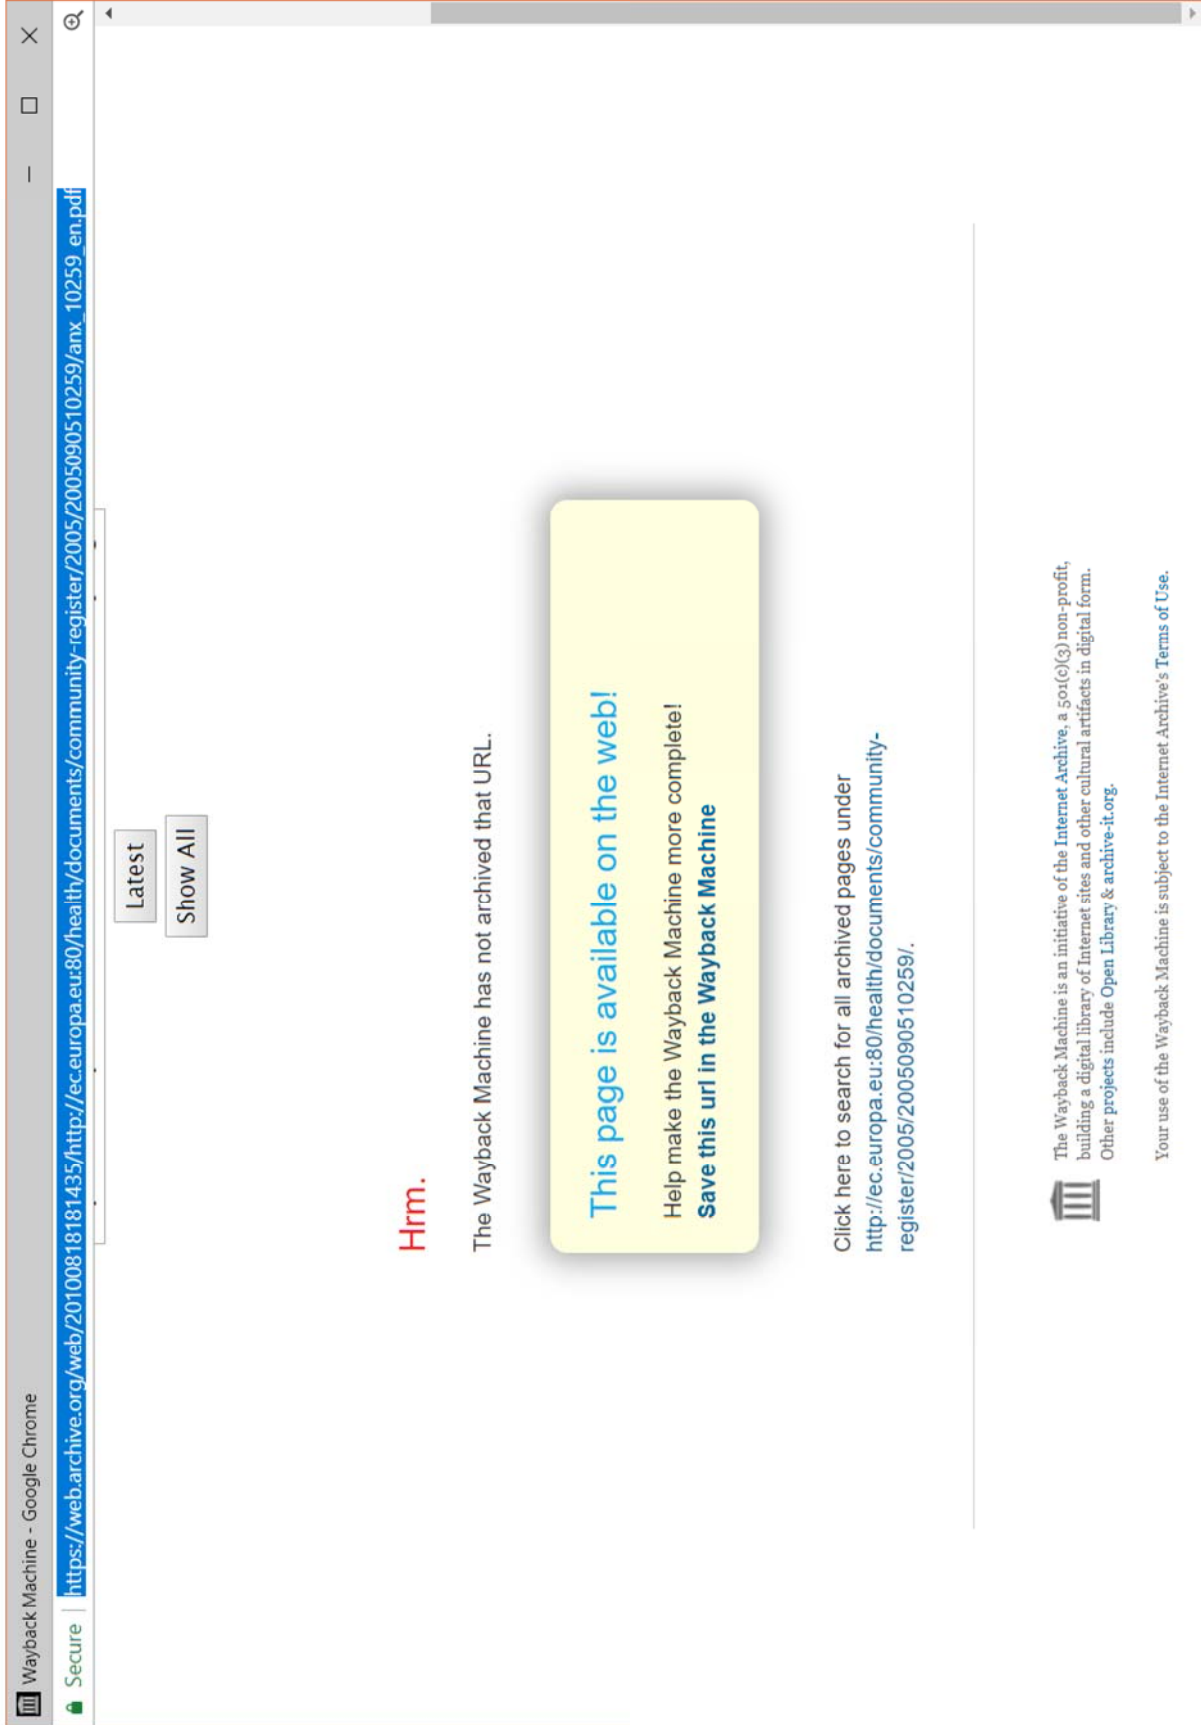 Wayback Machine - Google Chrome
Secure | https://web.archive.org/web/20100818181435/http://ec.europa.eu:80/health/documents/community-register/2005/2005090510259/anx_10259_en.pdf
Latest
Show All
Hrm.
The Wayback Machine has not archived that URL.
This page is available on the web!
Help make the Wayback Machine more complete!
Save this url in the Wayback Machine
Click here to search for all archived pages under
http://ec.europa.eu:80/health/documents/community-
register/2005/2005090510259/.
The Wayback Machine is an initiative of the Internet Archive, a 501(c)(3) non-profit,
building a digital library of Internet sites and other cultural artifacts in digital form.
Other projects include Open Library & archive-it.org.
Your use of the Wayback Machine is subject to the Internet Archive's Terms of Use.